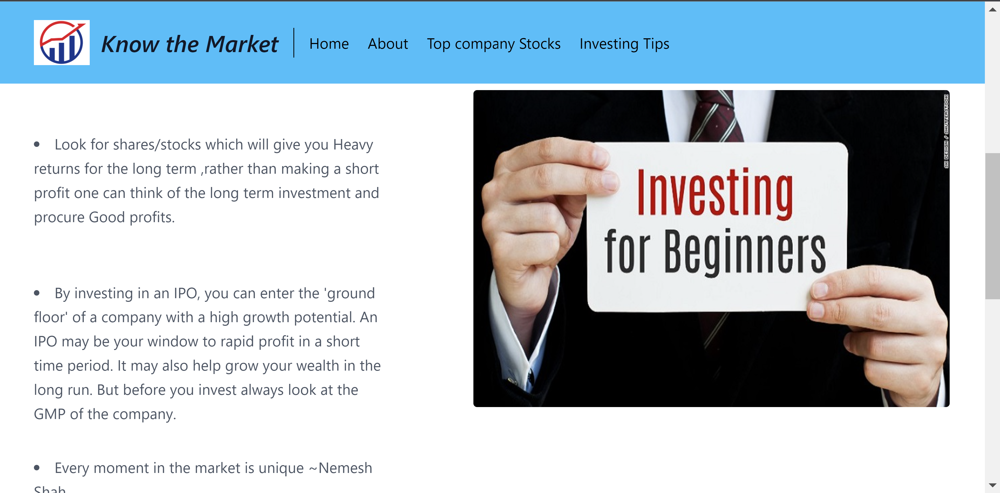 Know the Market
Home About Top company Stocks Investing Tips
• Look for shares/stocks which will give you Heavy
returns for the long term ,rather than making a short
profit one can think of the long term investment and
procure Good profits.
• By investing in an IPO, you can enter the 'ground
floor' of a company with a high growth potential. An
IPO may be your window to rapid profit in a short
time period. It may also help grow your wealth in the
long run. But before you invest always look at the
GMP of the company.
• Every moment in the market is unique ~Nemesh
Shah
Investing
for Beginners
SK DESIGN / SHUTTERSTOCK